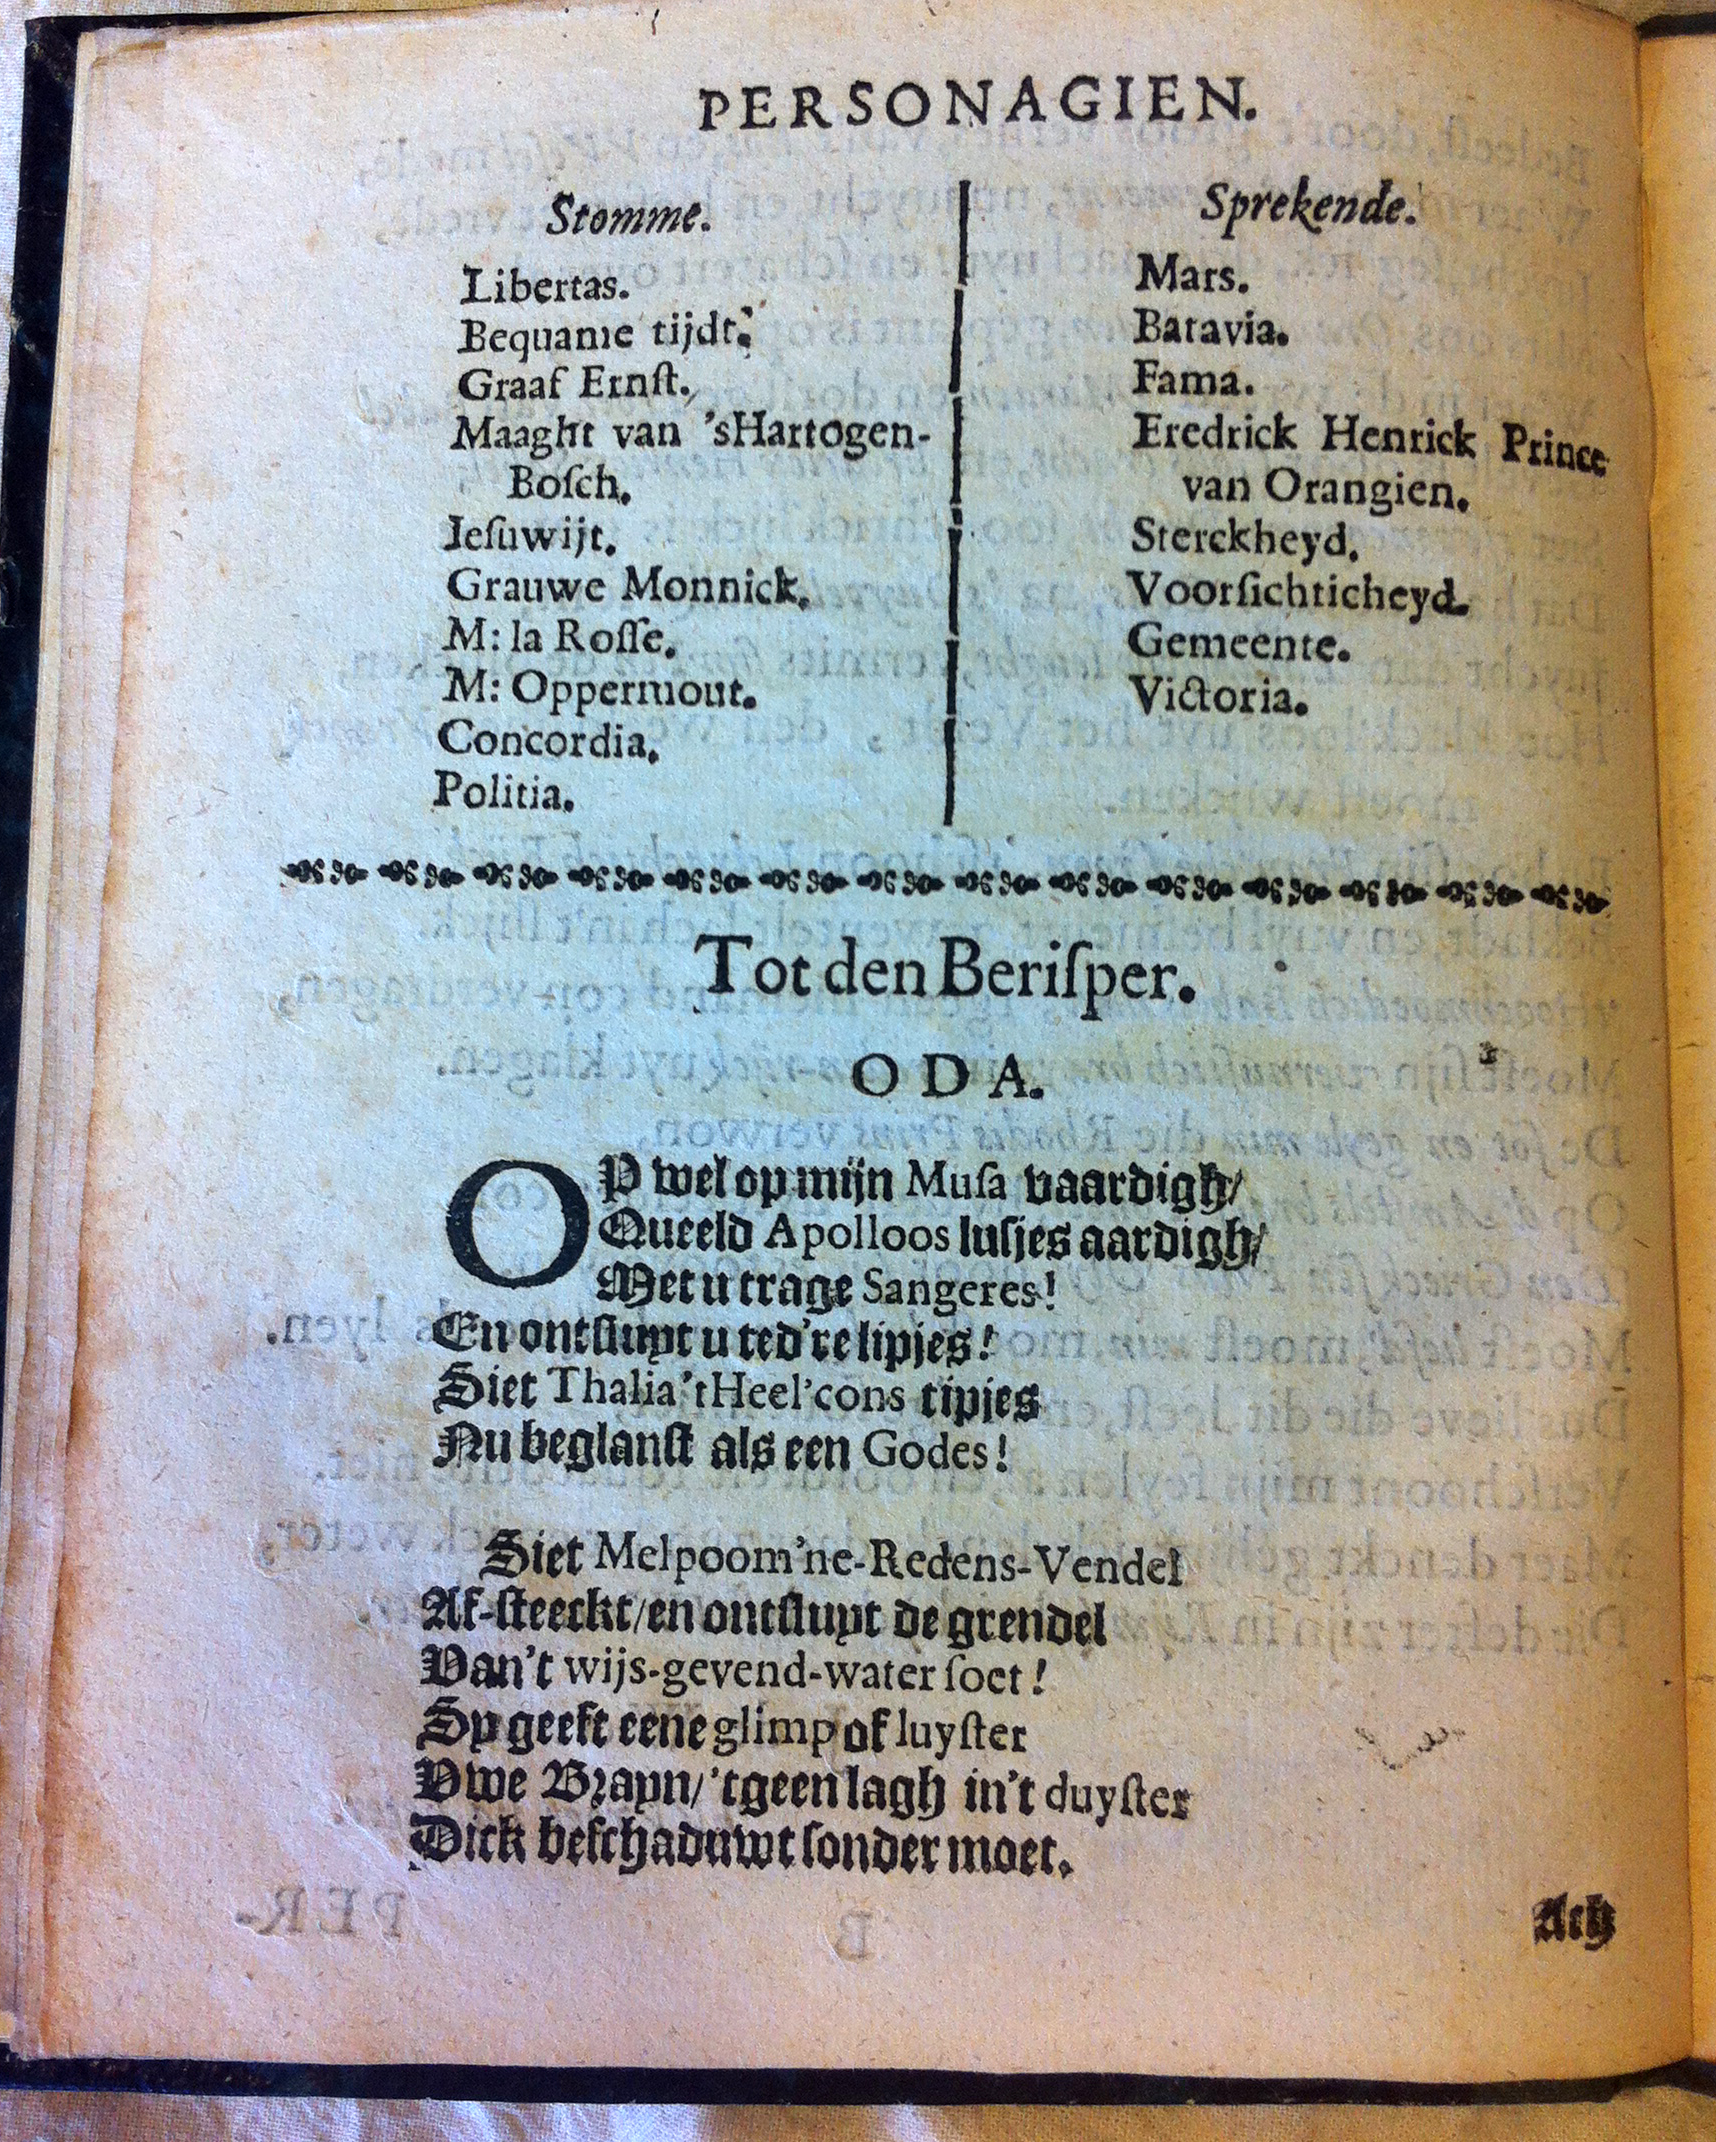 PERSONAGIEN.
Stomme.
Libertas.
Bequame tijdt.
Graaf Ernſt.
Maaght van 'sHartogen-
Boſch.
Ieſuwijt.
Grauwe Monnick.
M: la Roſſe.
M: Oppermout.
Concordia.
Politia.
Sprekende.
Mars.
Batavia.
Fama.
Eredrick Henrick Prince
van Orangien.
Sterckheyd.
Voorſichticheyd.
Gemeente.
Victoria.
Tot den Beriſper.
ODA.
OP wel op mijn Muſa vaardigh/
Queeld Apolloos luſjes aardigh/
Met u trage Sangeres!
En ontſluyt u ted're lipjes!
Siet Thalia 't Heel'cons tipjes
Nu beglanſt als een Godes!
Siet Melpoom'ne-Redens-Vendel
Af-ſteeckt/en ontſluyt de grendel
Van't wijs-gevend-water ſoet!
Sy geeft eene glimp of luyſter
Vwe Brayn/'tgeen lagh in't duyſter
Dick beſchaduwt ſonder moet.
Ach